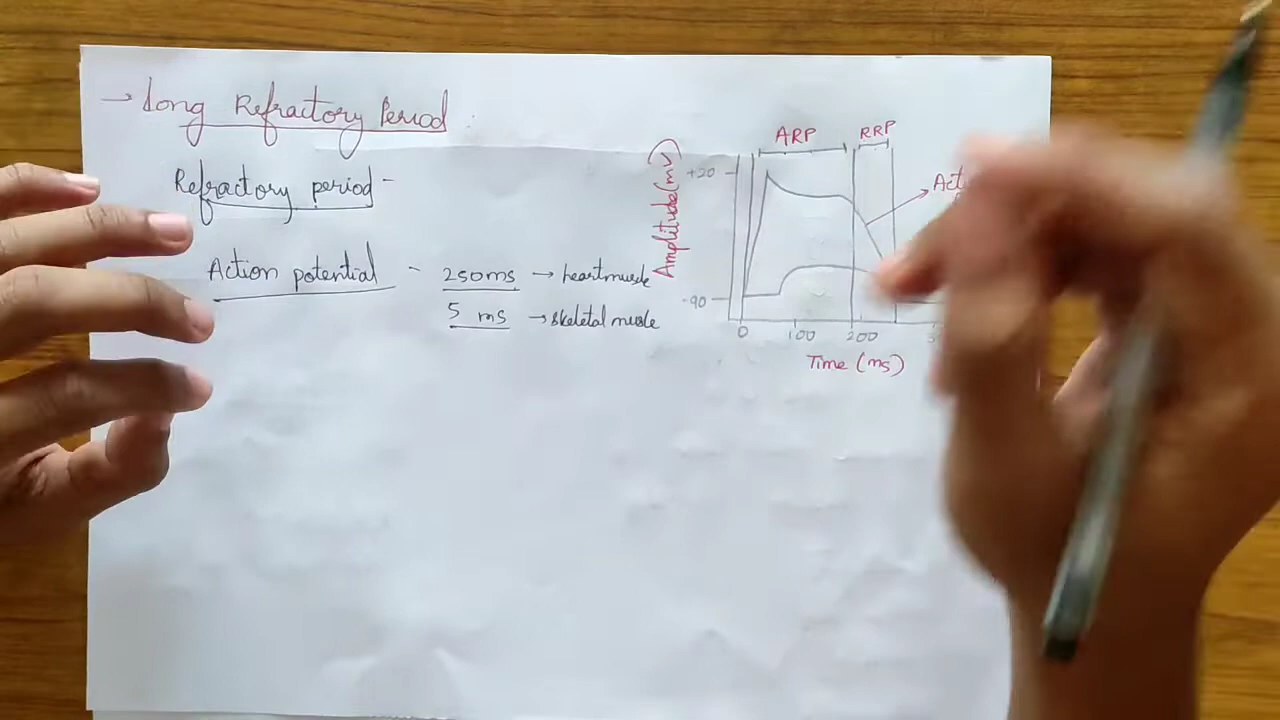 → Long Refractory Period
Refractory period -
Action potential - 250ms → heart muscle
5 ms → skeletal muscle
ARP RRP
+20
-90
Amplitude (mv)
0 100 200
Time (ms)